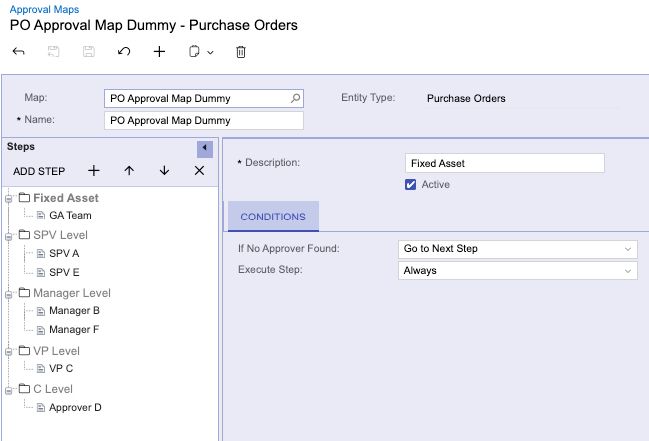 Approval Maps
PO Approval Map Dummy - Purchase Orders
Map: PO Approval Map Dummy Entity Type: Purchase Orders
* Name: PO Approval Map Dummy
Steps
ADD STEP
Fixed Asset
GA Team
SPV Level
SPV A
SPV E
Manager Level
Manager B
Manager F
VP Level
VP C
C Level
Approver D
* Description: Fixed Asset
Active
CONDITIONS
If No Approver Found: Go to Next Step
Execute Step: Always